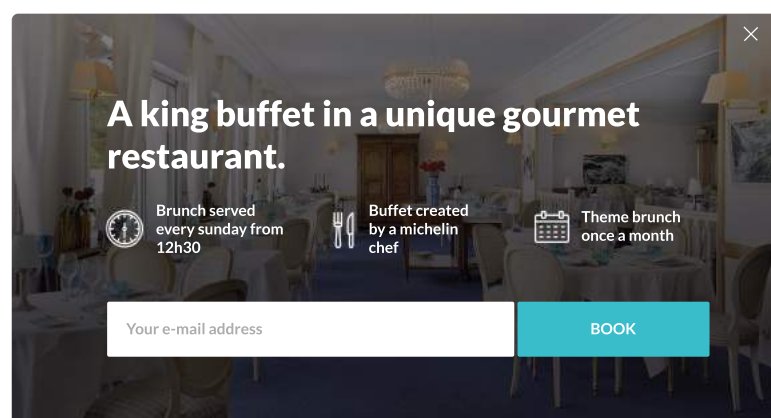 A king buffet in a unique gourmet
restaurant.
Brunch served
every sunday from
12h30
Buffet created
by a michelin
chef
Theme brunch
once a month
Your e-mail address
BOOK